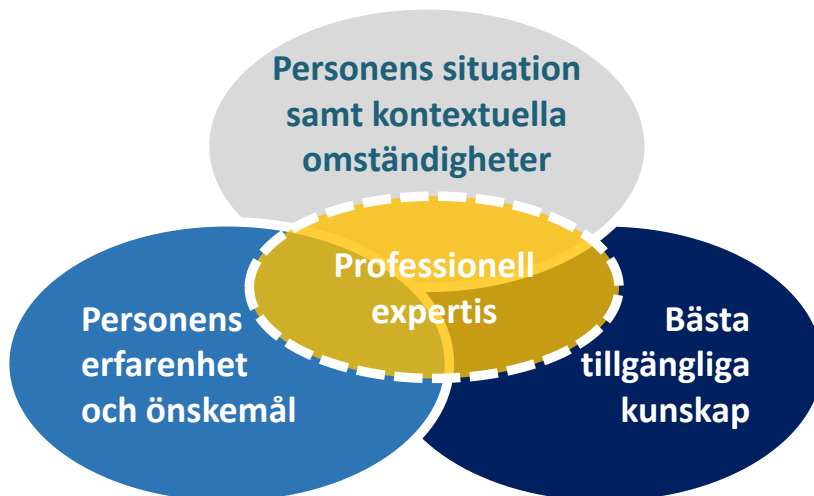 Personens situation
samt kontextuella
omständigheter
Professionell
expertis
Personens
erfarenhet
och önskemål
Bästa
tillgängliga
kunskap